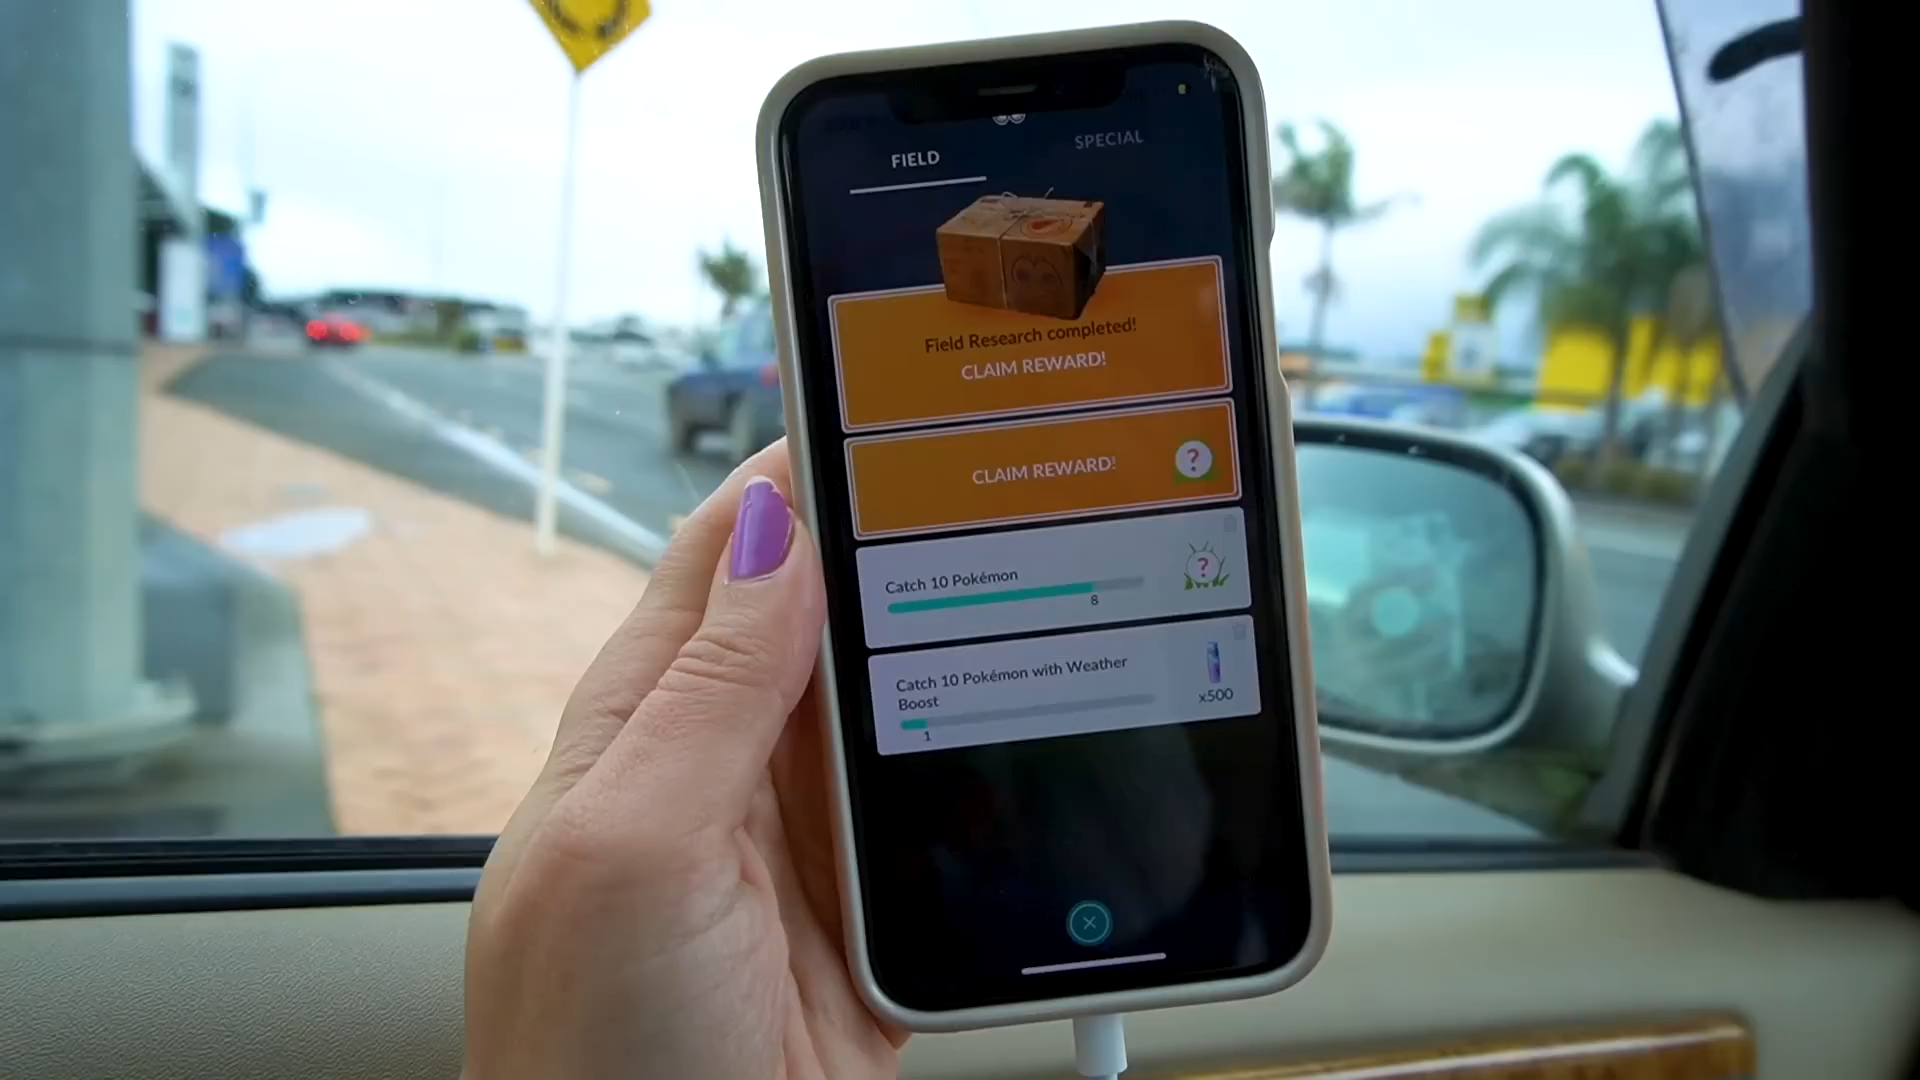 FIELD
SPECIAL
Field Research completed!
CLAIM REWARD!
CLAIM REWARD!
?
Catch 10 Pokémon
8
?
Catch 10 Pokémon with Weather
Boost
1
x500